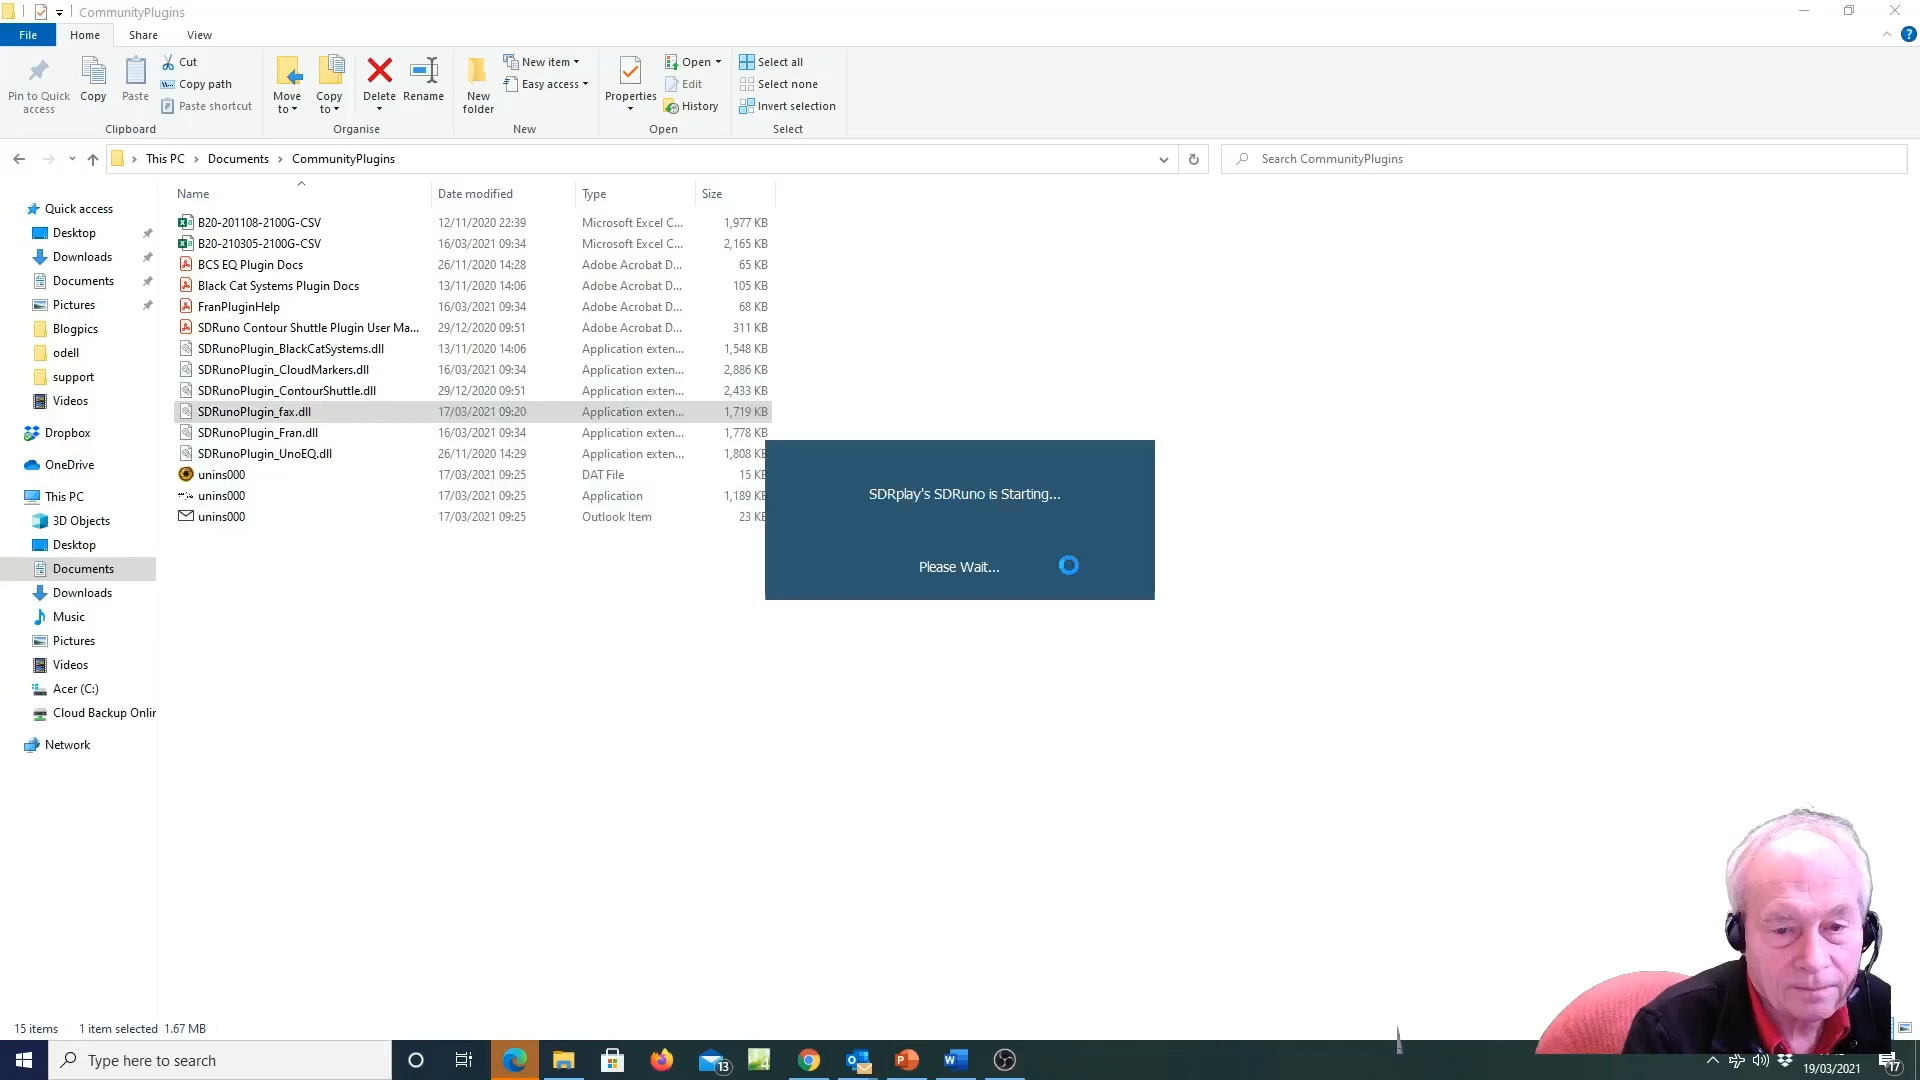 CommunityPlugins
File Home Share View
Pin to Quick access
Copy
Paste
Cut
Copy path
Paste shortcut
Clipboard
Move to
Copy to
Delete
Rename
Organise
New folder
New item
Easy access
New
Properties
Open
Edit
History
Open
Select all
Select none
Invert selection
Select
This PC > Documents > CommunityPlugins
Search CommunityPlugins
Quick access
Desktop
Downloads
Documents
Pictures
Blogpics
odell
support
Videos
Dropbox
OneDrive
This PC
3D Objects
Desktop
Documents
Downloads
Music
Pictures
Videos
Acer (C:)
Cloud Backup Onlir
Network
Name Date modified Type Size
B20-201108-2100G-CSV 12/11/2020 22:39 Microsoft Excel C... 1,977 KB
B20-210305-2100G-CSV 16/03/2021 09:34 Microsoft Excel C... 2,165 KB
BCS EQ Plugin Docs 26/11/2020 14:28 Adobe Acrobat D... 65 KB
Black Cat Systems Plugin Docs 13/11/2020 14:06 Adobe Acrobat D... 105 KB
FranPluginHelp 16/03/2021 09:34 Adobe Acrobat D... 68 KB
SDRuno Contour Shuttle Plugin User Ma... 29/12/2020 09:51 Adobe Acrobat D... 311 KB
SDRunoPlugin_BlackCatSystems.dll 13/11/2020 14:06 Application exten... 1,548 KB
SDRunoPlugin_CloudMarkers.dll 16/03/2021 09:34 Application exten... 2,886 KB
SDRunoPlugin_ContourShuttle.dll 29/12/2020 09:51 Application exten... 2,433 KB
SDRunoPlugin_fax.dll 17/03/2021 09:20 Application exten... 1,719 KB
SDRunoPlugin_Fran.dll 16/03/2021 09:34 Application exten... 1,778 KB
SDRunoPlugin_UnoEQ.dll 26/11/2020 14:29 Application exten... 1,808 KB
unins000 17/03/2021 09:25 DAT File 15 KB
unins000 17/03/2021 09:25 Application 1,189 KB
unins000 17/03/2021 09:25 Outlook Item 23 KB
SDRplay's SDRuno is Starting...
Please Wait...
15 items 1 item selected 1.67 MB
Type here to search
13
19/03/2021
17